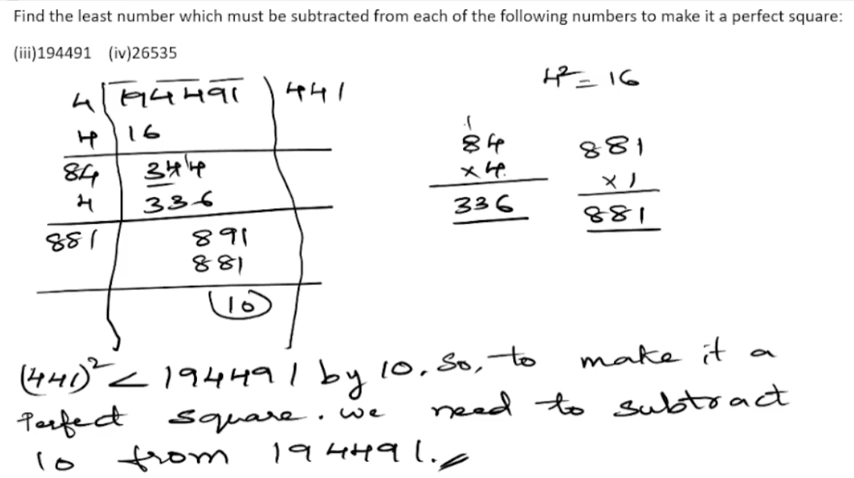 Find the least number which must be subtracted from each of the following numbers to make it a perfect square:
(iii)194491 (iv)26535
4² = 16
4 194491 441
4 16
84 344
4 336
881 891
881
10
1
84
×4
336
881
×1
881
(441)² < 194491 by 10. So, to make it a
Perfect square. we need to subtract
10 from 194491.